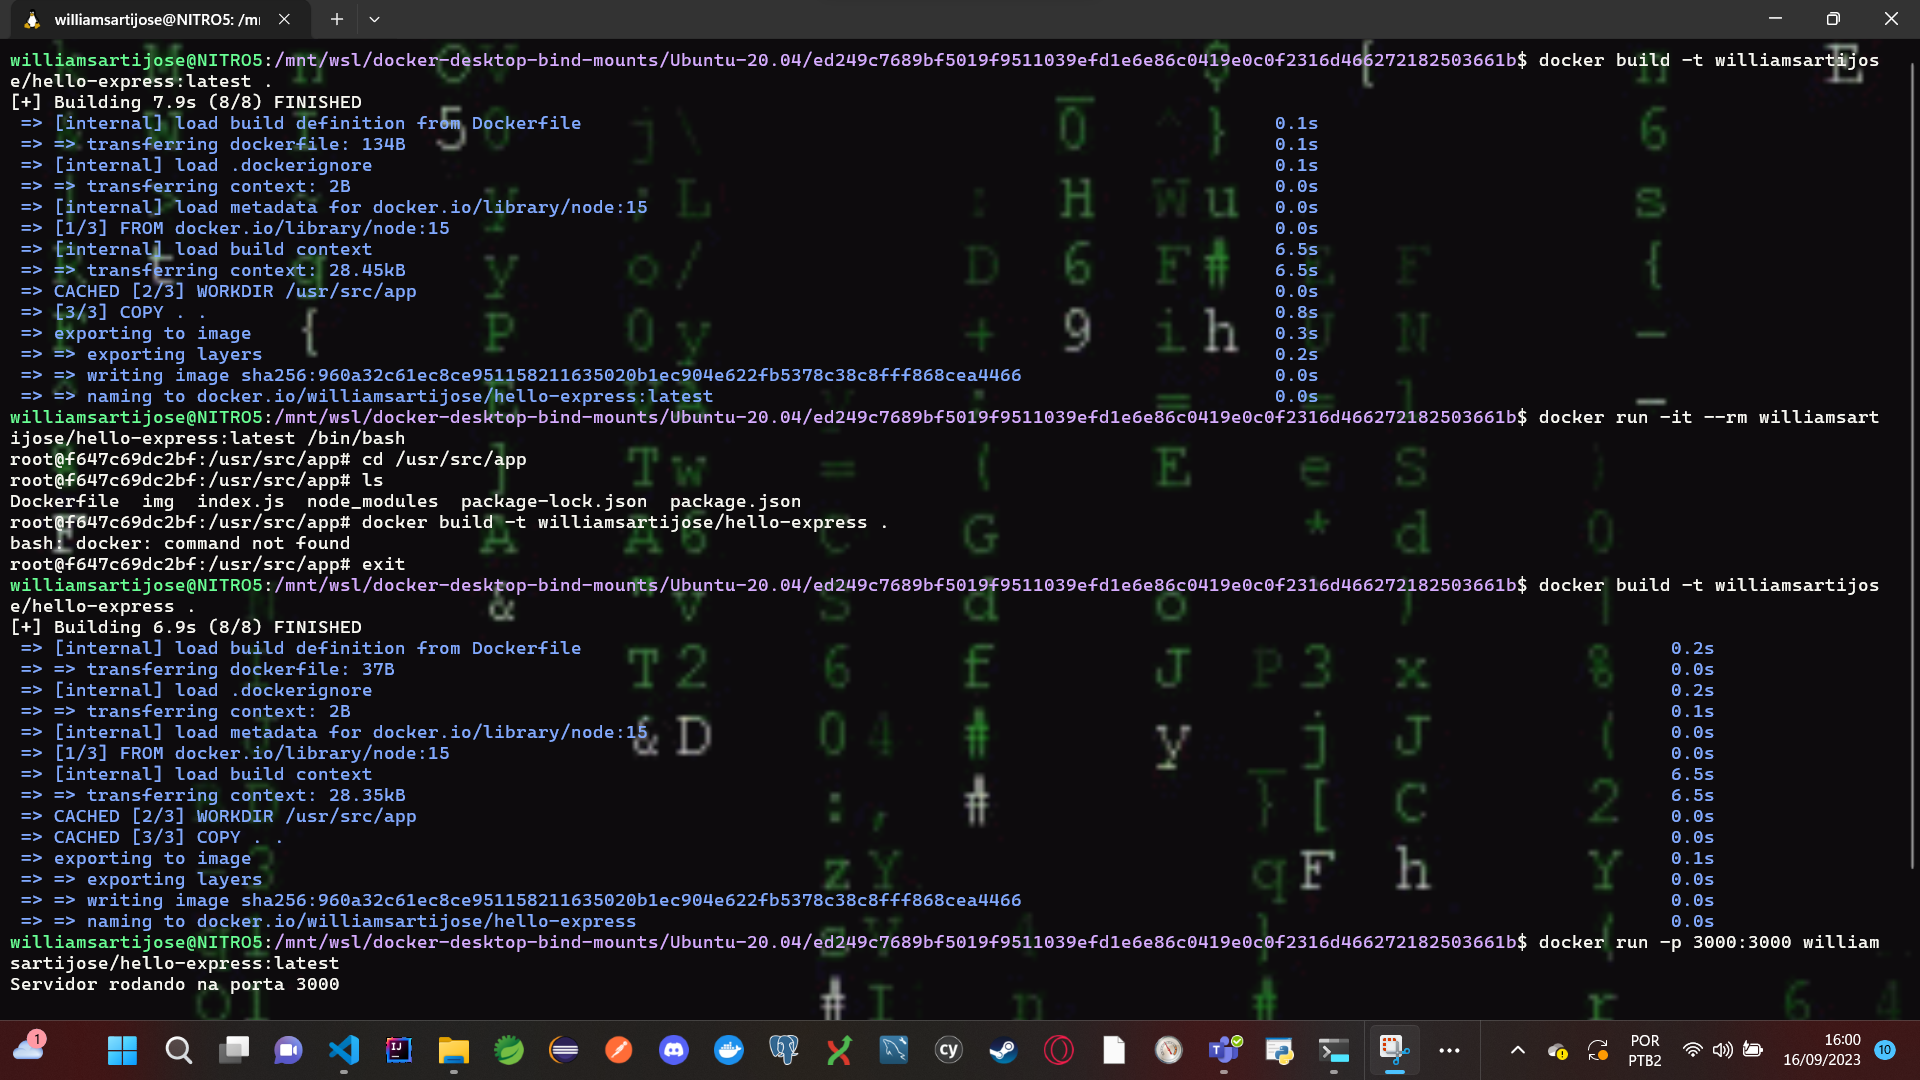 williamsartijose@NITRO5: /mı
williamsartijose@NITRO5:/mnt/wsl/docker-desktop-bind-mounts/Ubuntu-20.04/ed249c7689bf5019f9511039efd1e6e86c0419e0c0f2316d466272182503661b$ docker build -t williamsartijos
e/hello-express:latest .
[+] Building 7.9s (8/8) FINISHED
=> [internal] load build definition from Dockerfile 0.1s
=> => transferring dockerfile: 134B 0.1s
=> [internal] load .dockerignore 0.1s
=> => transferring context: 2B 0.0s
=> [internal] load metadata for docker.io/library/node:15 0.0s
=> [1/3] FROM docker.io/library/node:15 0.0s
=> [internal] load build context 6.5s
=> => transferring context: 28.45kB 6.5s
=> CACHED [2/3] WORKDIR /usr/src/app 0.0s
=> [3/3] COPY . . 0.8s
=> exporting to image 0.3s
=> => exporting layers 0.2s
=> => writing image sha256:960a32c61ec8ce951158211635020b1ec904e622fb5378c38c8fff868cea4466 0.0s
=> => naming to docker.io/williamsartijose/hello-express:latest 0.0s
williamsartijose@NITRO5:/mnt/wsl/docker-desktop-bind-mounts/Ubuntu-20.04/ed249c7689bf5019f9511039efd1e6e86c0419e0c0f2316d466272182503661b$ docker run -it --rm williamsart
ijose/hello-express:latest /bin/bash
root@f647c69dc2bf:/usr/src/app# cd /usr/src/app
root@f647c69dc2bf:/usr/src/app# ls
Dockerfile  img  index.js  node_modules  package-lock.json  package.json
root@f647c69dc2bf:/usr/src/app# docker build -t williamsartijose/hello-express .
bash: docker: command not found
root@f647c69dc2bf:/usr/src/app# exit
williamsartijose@NITRO5:/mnt/wsl/docker-desktop-bind-mounts/Ubuntu-20.04/ed249c7689bf5019f9511039efd1e6e86c0419e0c0f2316d466272182503661b$ docker build -t williamsartijos
e/hello-express .
[+] Building 6.9s (8/8) FINISHED
=> [internal] load build definition from Dockerfile 0.2s
=> => transferring dockerfile: 37B 0.0s
=> [internal] load .dockerignore 0.2s
=> => transferring context: 2B 0.1s
=> [internal] load metadata for docker.io/library/node:15 0.0s
=> [1/3] FROM docker.io/library/node:15 0.0s
=> [internal] load build context 6.5s
=> => transferring context: 28.35kB 6.5s
=> CACHED [2/3] WORKDIR /usr/src/app 0.0s
=> CACHED [3/3] COPY . . 0.0s
=> exporting to image 0.1s
=> => exporting layers 0.0s
=> => writing image sha256:960a32c61ec8ce951158211635020b1ec904e622fb5378c38c8fff868cea4466 0.0s
=> => naming to docker.io/williamsartijose/hello-express 0.0s
williamsartijose@NITRO5:/mnt/wsl/docker-desktop-bind-mounts/Ubuntu-20.04/ed249c7689bf5019f9511039efd1e6e86c0419e0c0f2316d466272182503661b$ docker run -p 3000:3000 william
sartijose/hello-express:latest
Servidor rodando na porta 3000
1
IJ
cy
POR
PTB2
16:00
16/09/2023
10